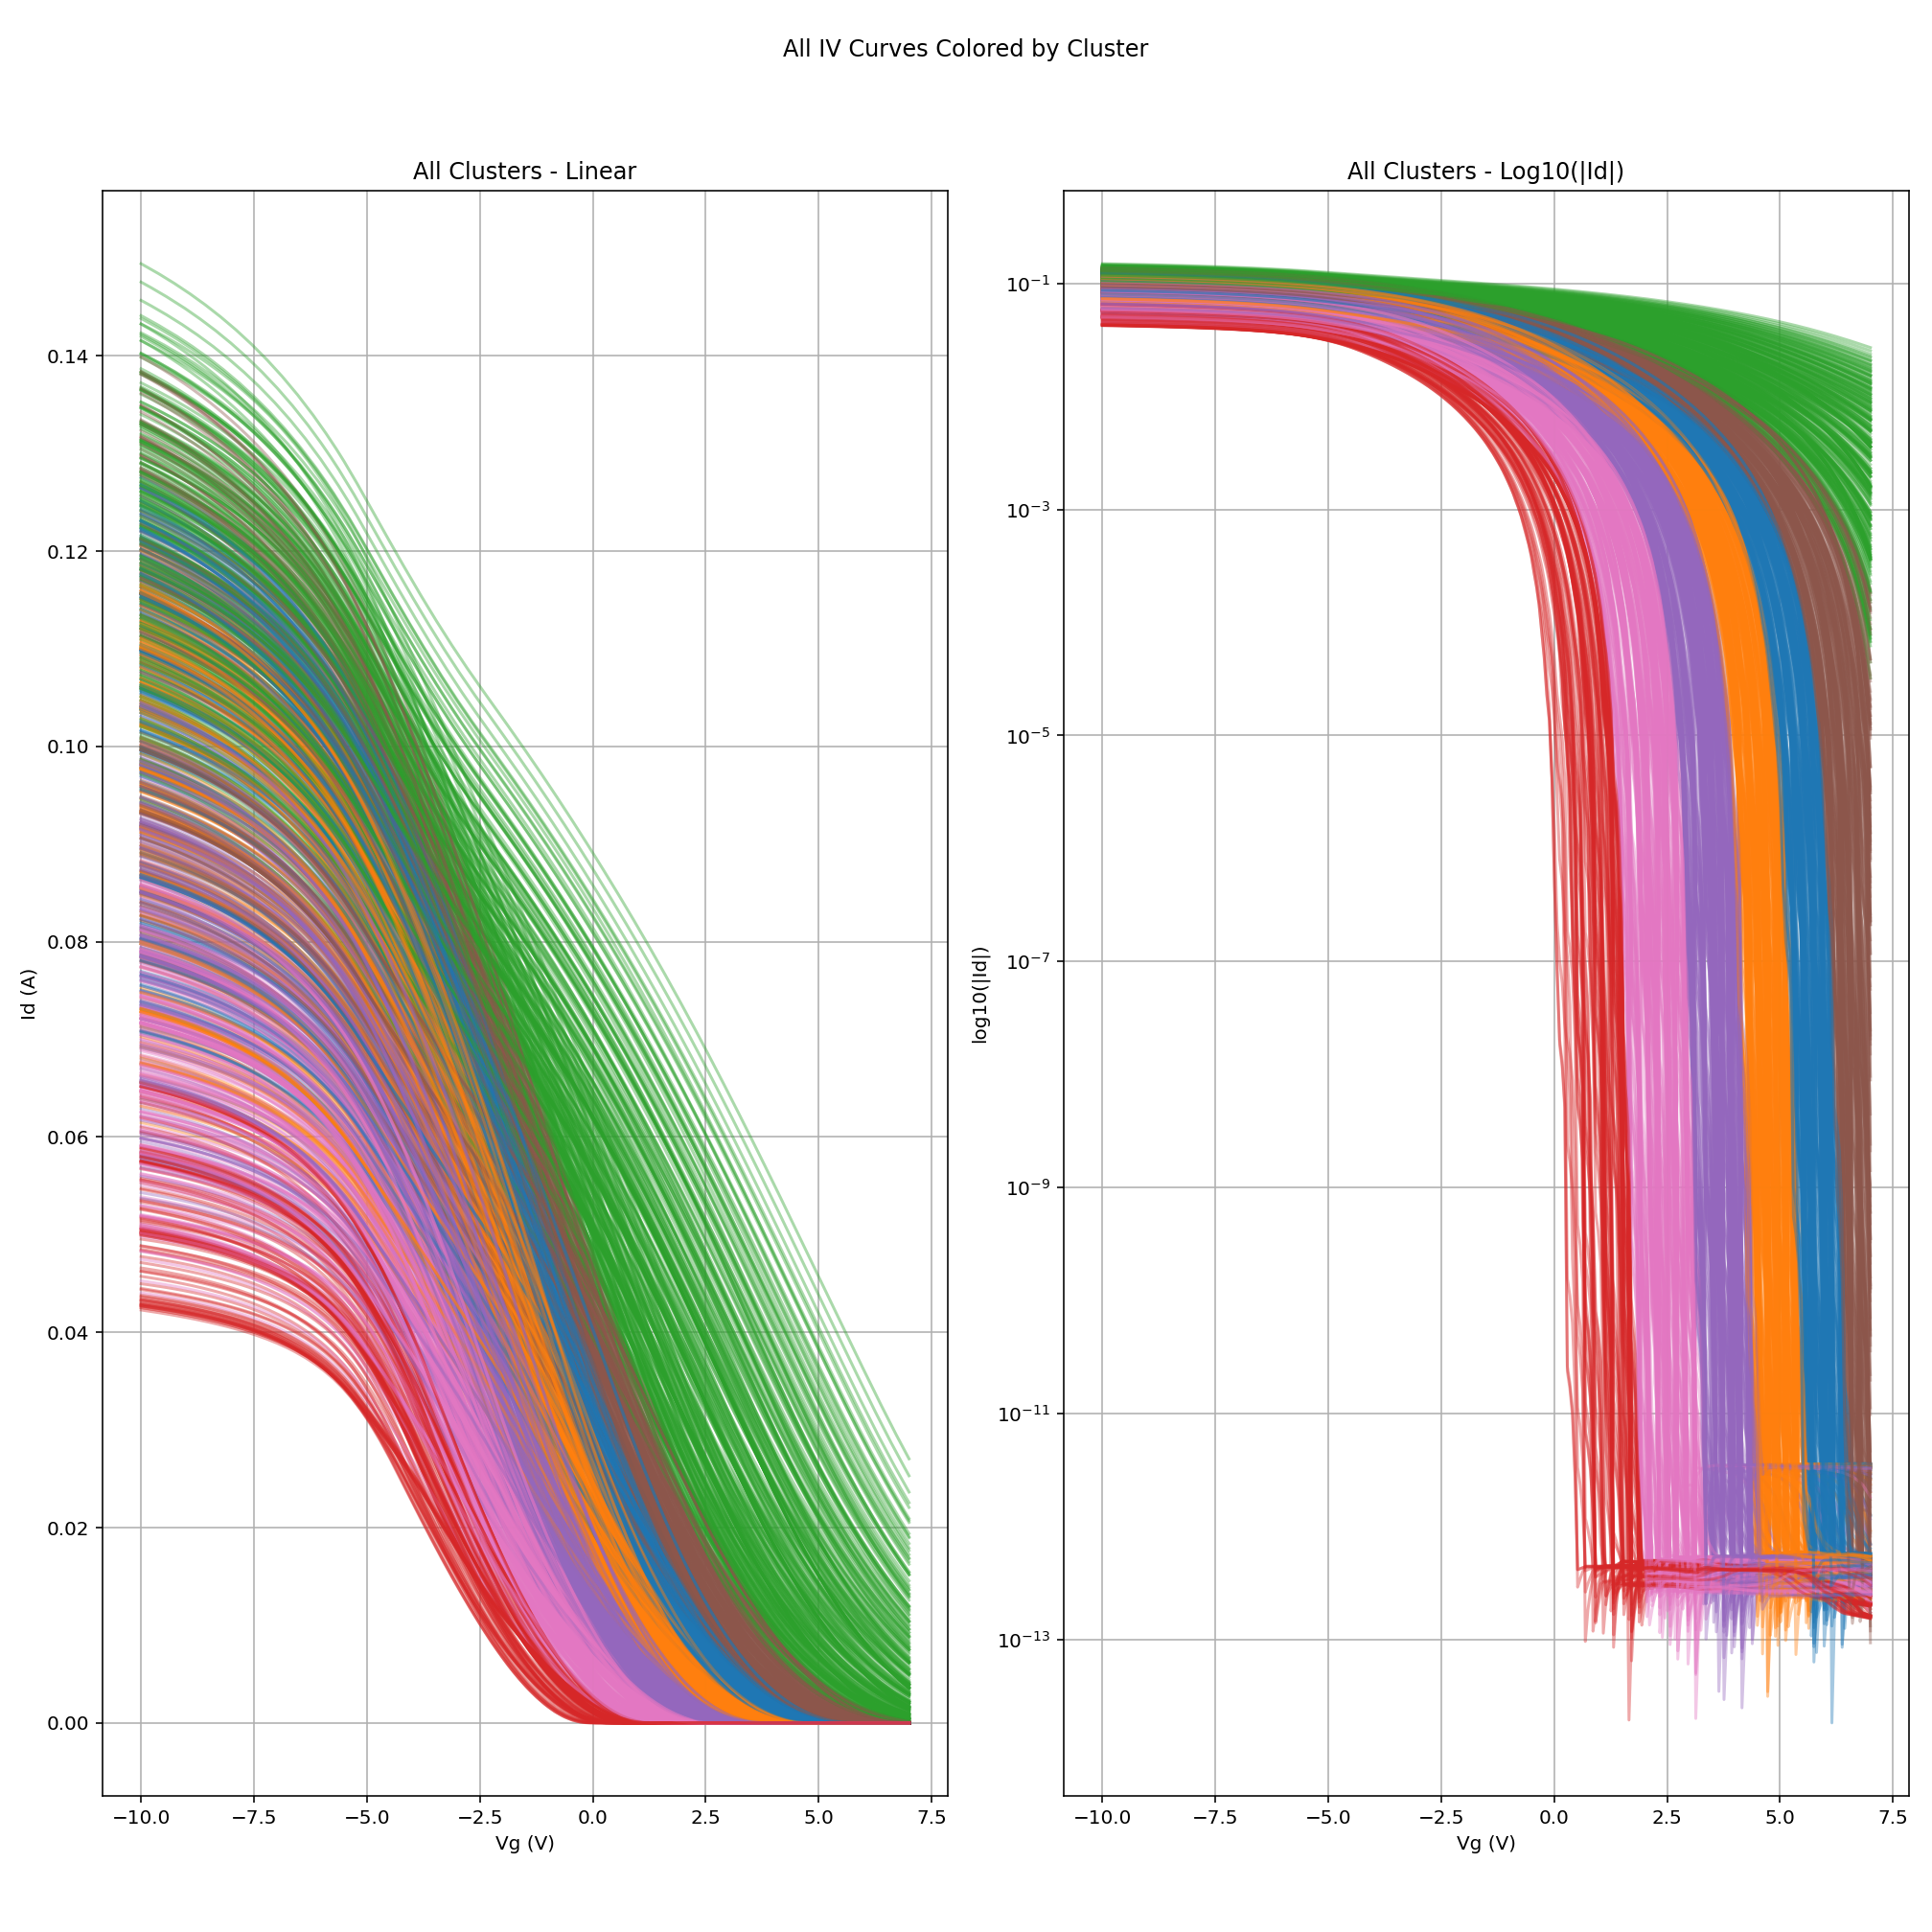 All IV Curves Colored by Cluster
All Clusters - Linear
Id (A)
0.14
0.12
0.10
0.08
0.06
0.04
0.02
0.00
−10.0 −7.5 −5.0 −2.5 0.0 2.5 5.0 7.5
Vg (V)
All Clusters - Log10(|Id|)
log10(|Id|)
10⁻¹
10⁻³
10⁻⁵
10⁻⁷
10⁻⁹
10⁻¹¹
10⁻¹³
−10.0 −7.5 −5.0 −2.5 0.0 2.5 5.0 7.5
Vg (V)